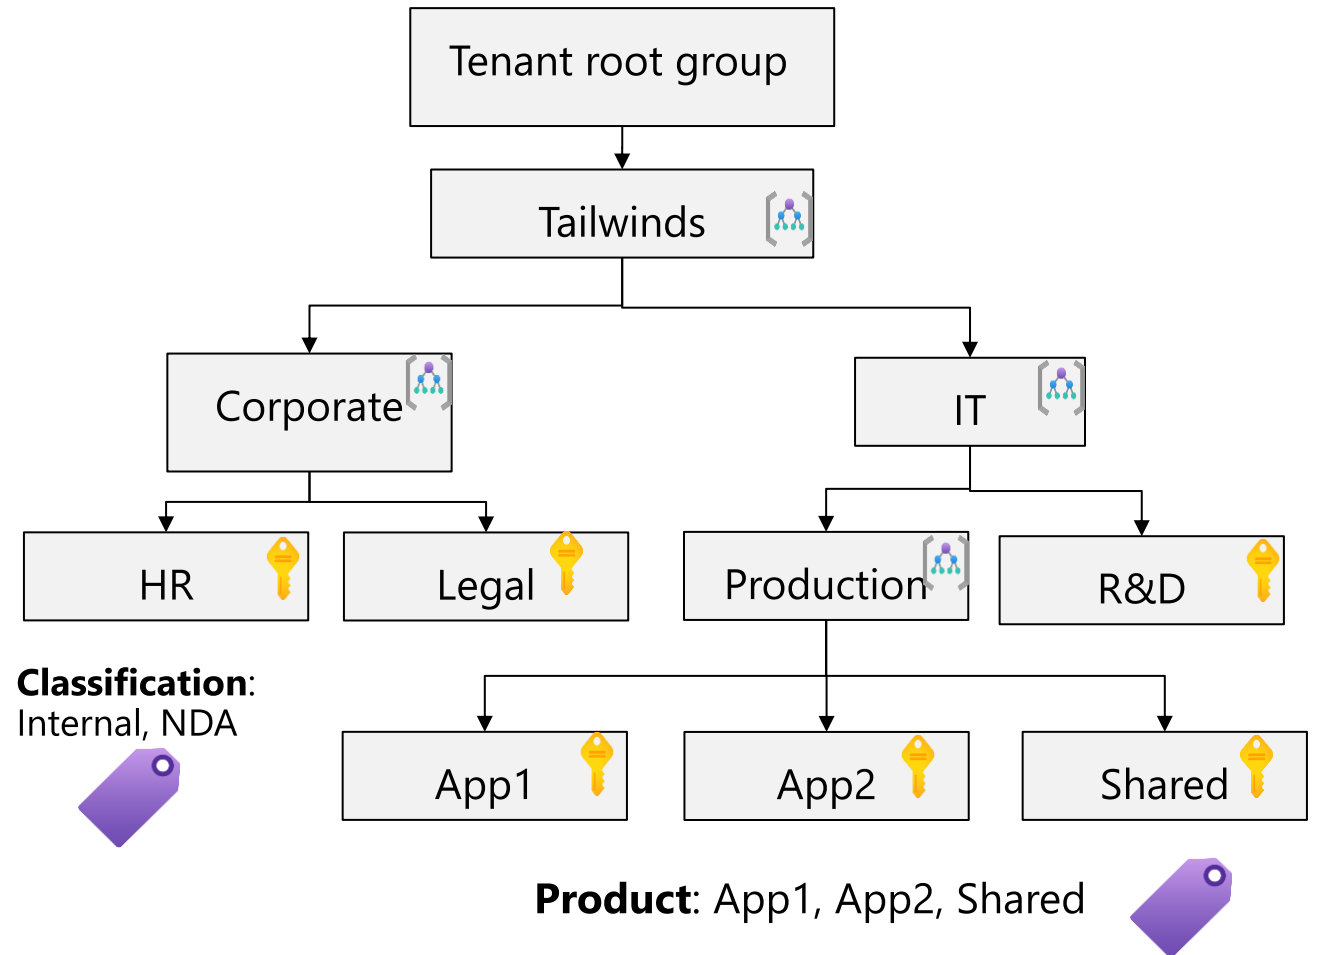 Tenant root group
Tailwinds
Corporate
IT
HR
Legal
Production
R&D
Classification:
Internal, NDA
App1
App2
Shared
Product: App1, App2, Shared